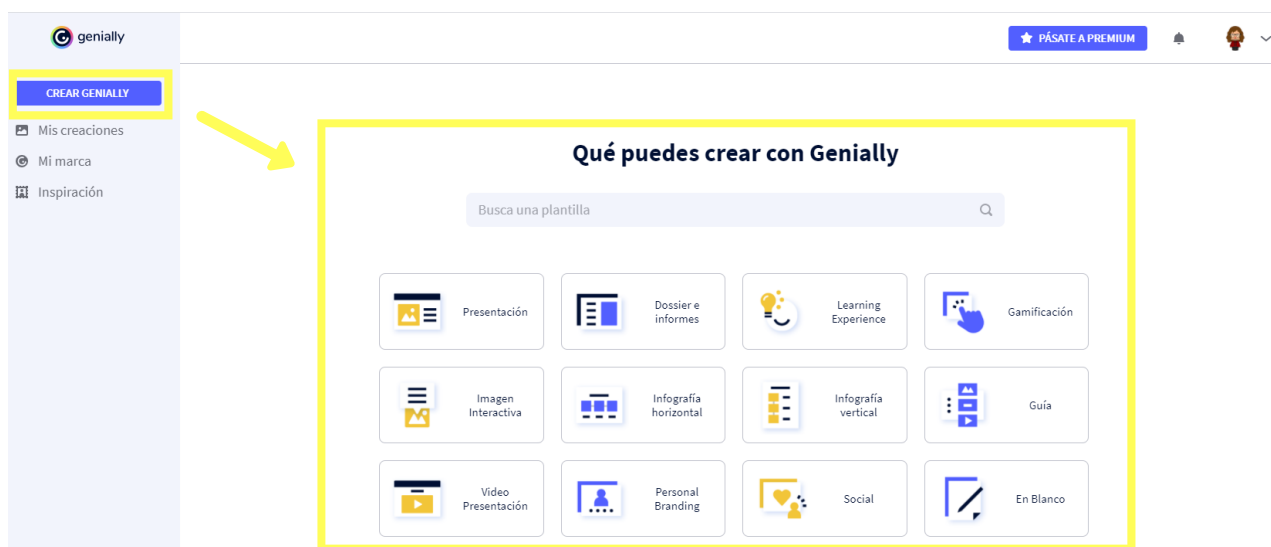 genially
PÁSATE A PREMIUM
CREAR GENIALLY
Mis creaciones
Mi marca
Inspiración
Qué puedes crear con Genially
Busca una plantilla
Presentación
Dossier e
informes
Learning
Experience
Gamificación
Imagen
Interactiva
Infografía
horizontal
Infografía
vertical
Guía
Video
Presentación
Personal
Branding
Social
En Blanco